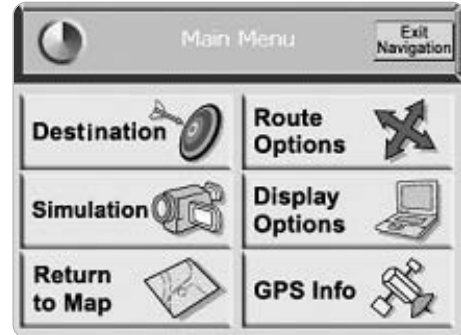 Main Menu
Exit
Navigation
Destination
Route
Options
Simulation
Display
Options
Return
to Map
GPS Info